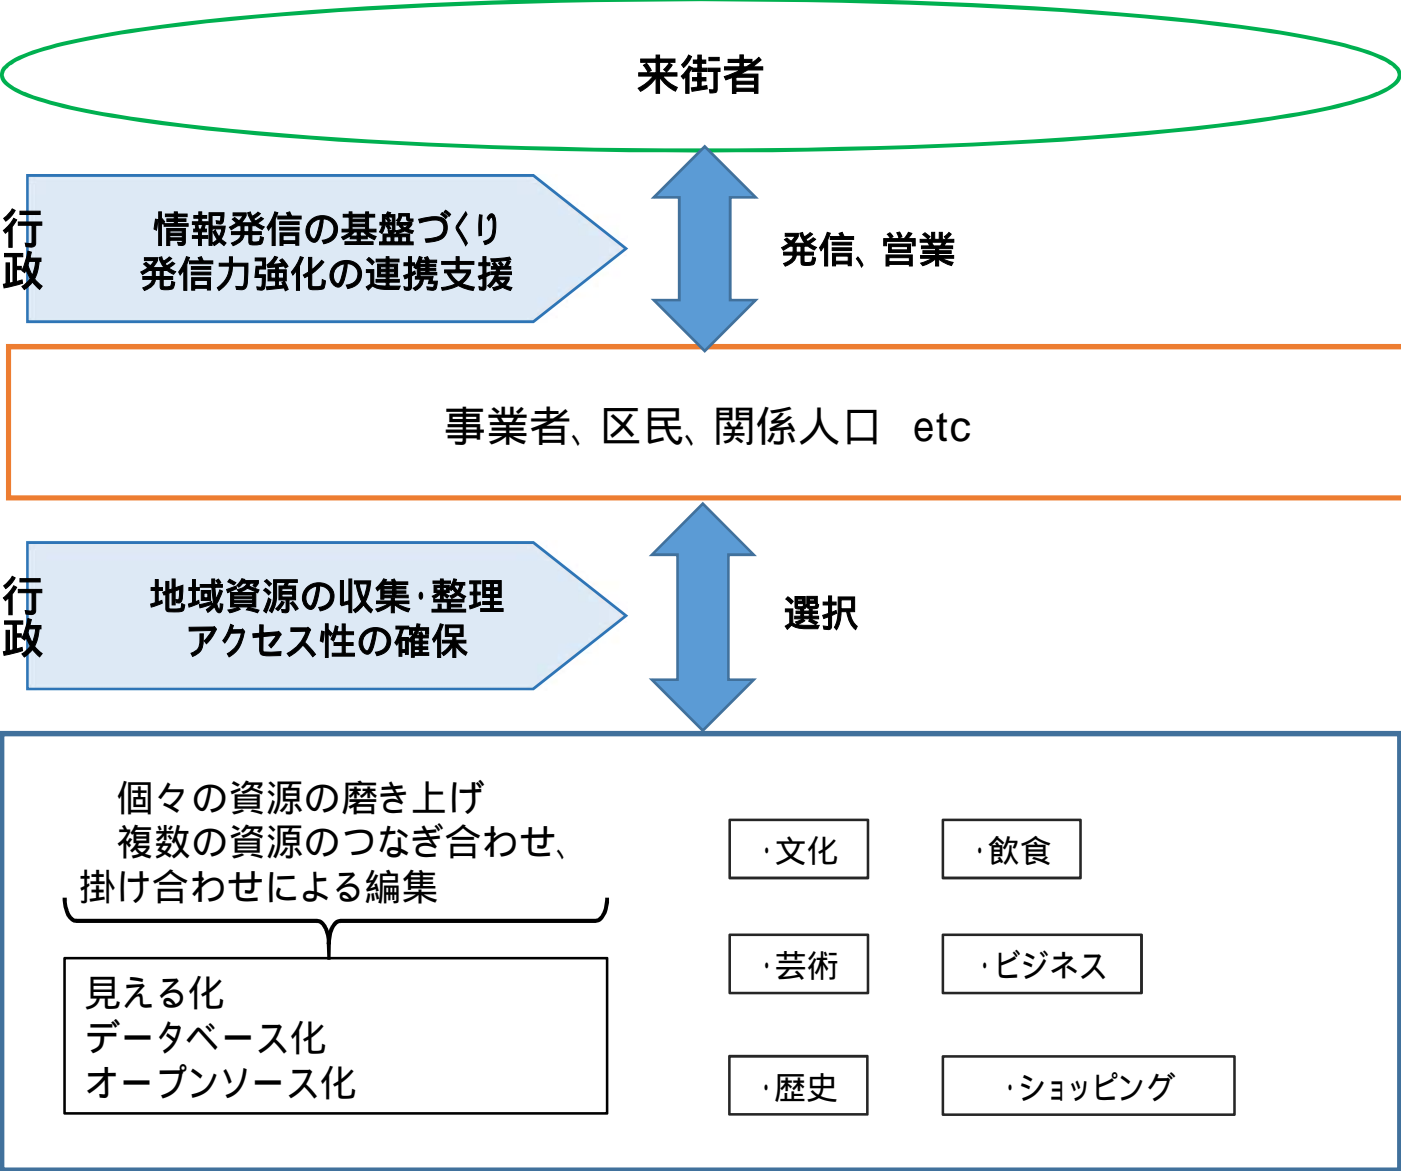 来街者
行政
情報発信の基盤づくり
発信力強化の連携支援
発信、営業
事業者、区民、関係人口　etc
行政
地域資源の収集・整理
アクセス性の確保
選択
個々の資源の磨き上げ
複数の資源のつなぎ合わせ、
掛け合わせによる編集
見える化
データベース化
オープンソース化
・文化
・飲食
・芸術
・ビジネス
・歴史
・ショッピング